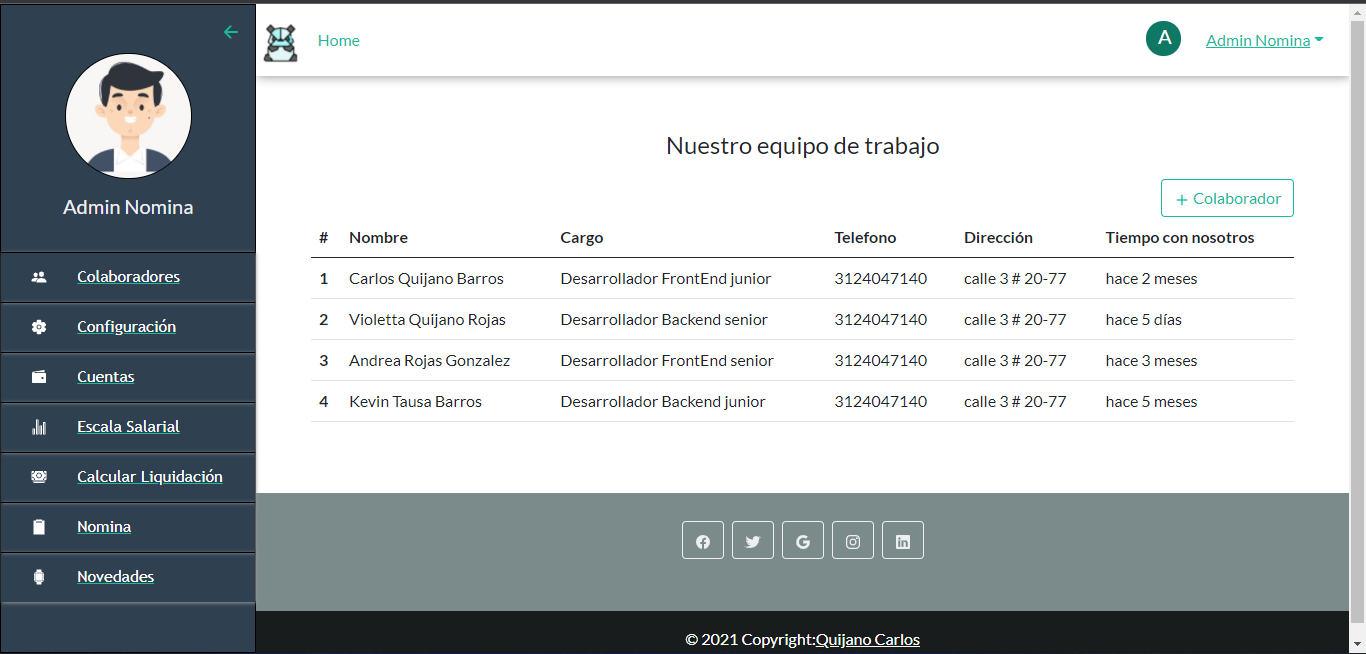 Home
A
Admin Nomina
Admin Nomina
Colaboradores
Configuración
Cuentas
Escala Salarial
Calcular Liquidación
Nomina
Novedades
Nuestro equipo de trabajo
+ Colaborador
# Nombre Cargo Telefono Dirección Tiempo con nosotros
1 Carlos Quijano Barros Desarrollador FrontEnd junior 3124047140 calle 3 # 20-77 hace 2 meses
2 Violetta Quijano Rojas Desarrollador Backend senior 3124047140 calle 3 # 20-77 hace 5 días
3 Andrea Rojas Gonzalez Desarrollador FrontEnd senior 3124047140 calle 3 # 20-77 hace 3 meses
4 Kevin Tausa Barros Desarrollador Backend junior 3124047140 calle 3 # 20-77 hace 5 meses
© 2021 Copyright:Quijano Carlos